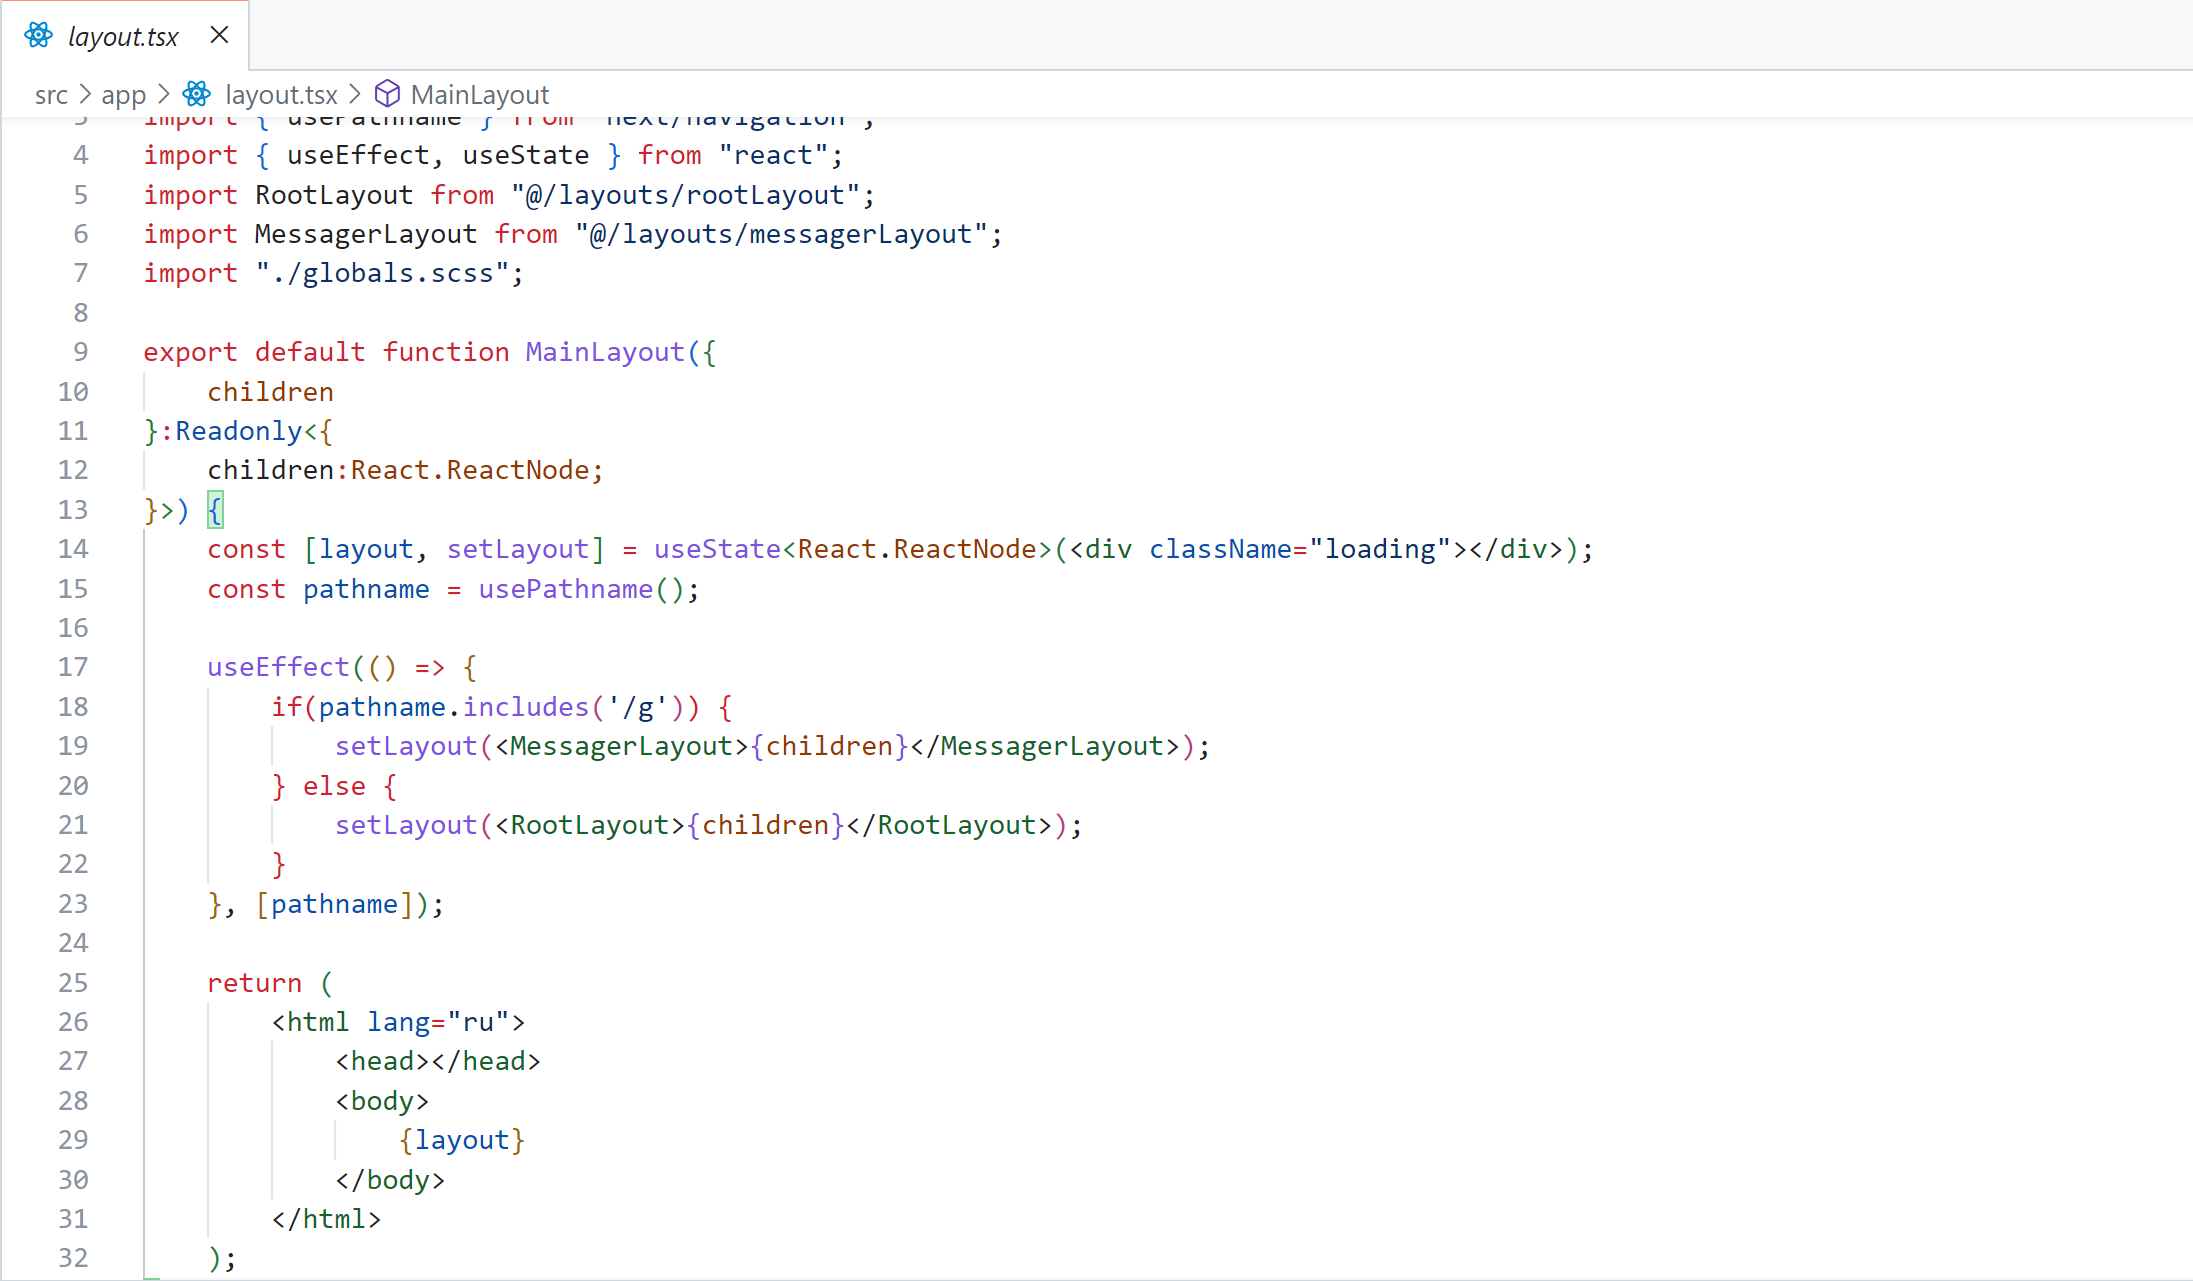 layout.tsx
src > app > layout.tsx > MainLayout
3 import { usePathname } from "next/navigation";
4 import { useEffect, useState } from "react";
5 import RootLayout from "@/layouts/rootLayout";
6 import MessagerLayout from "@/layouts/messagerLayout";
7 import "./globals.scss";
8
9 export default function MainLayout({
10     children
11 }:Readonly<{
12     children:React.ReactNode;
13 }>) {
14     const [layout, setLayout] = useState<React.ReactNode>(<div className="loading"></div>);
15     const pathname = usePathname();
16
17     useEffect(() => {
18         if(pathname.includes('/g')) {
19             setLayout(<MessagerLayout>{children}</MessagerLayout>);
20         } else {
21             setLayout(<RootLayout>{children}</RootLayout>);
22         }
23     }, [pathname]);
24
25     return (
26         <html lang="ru">
27             <head></head>
28             <body>
29                 {layout}
30             </body>
31         </html>
32     );